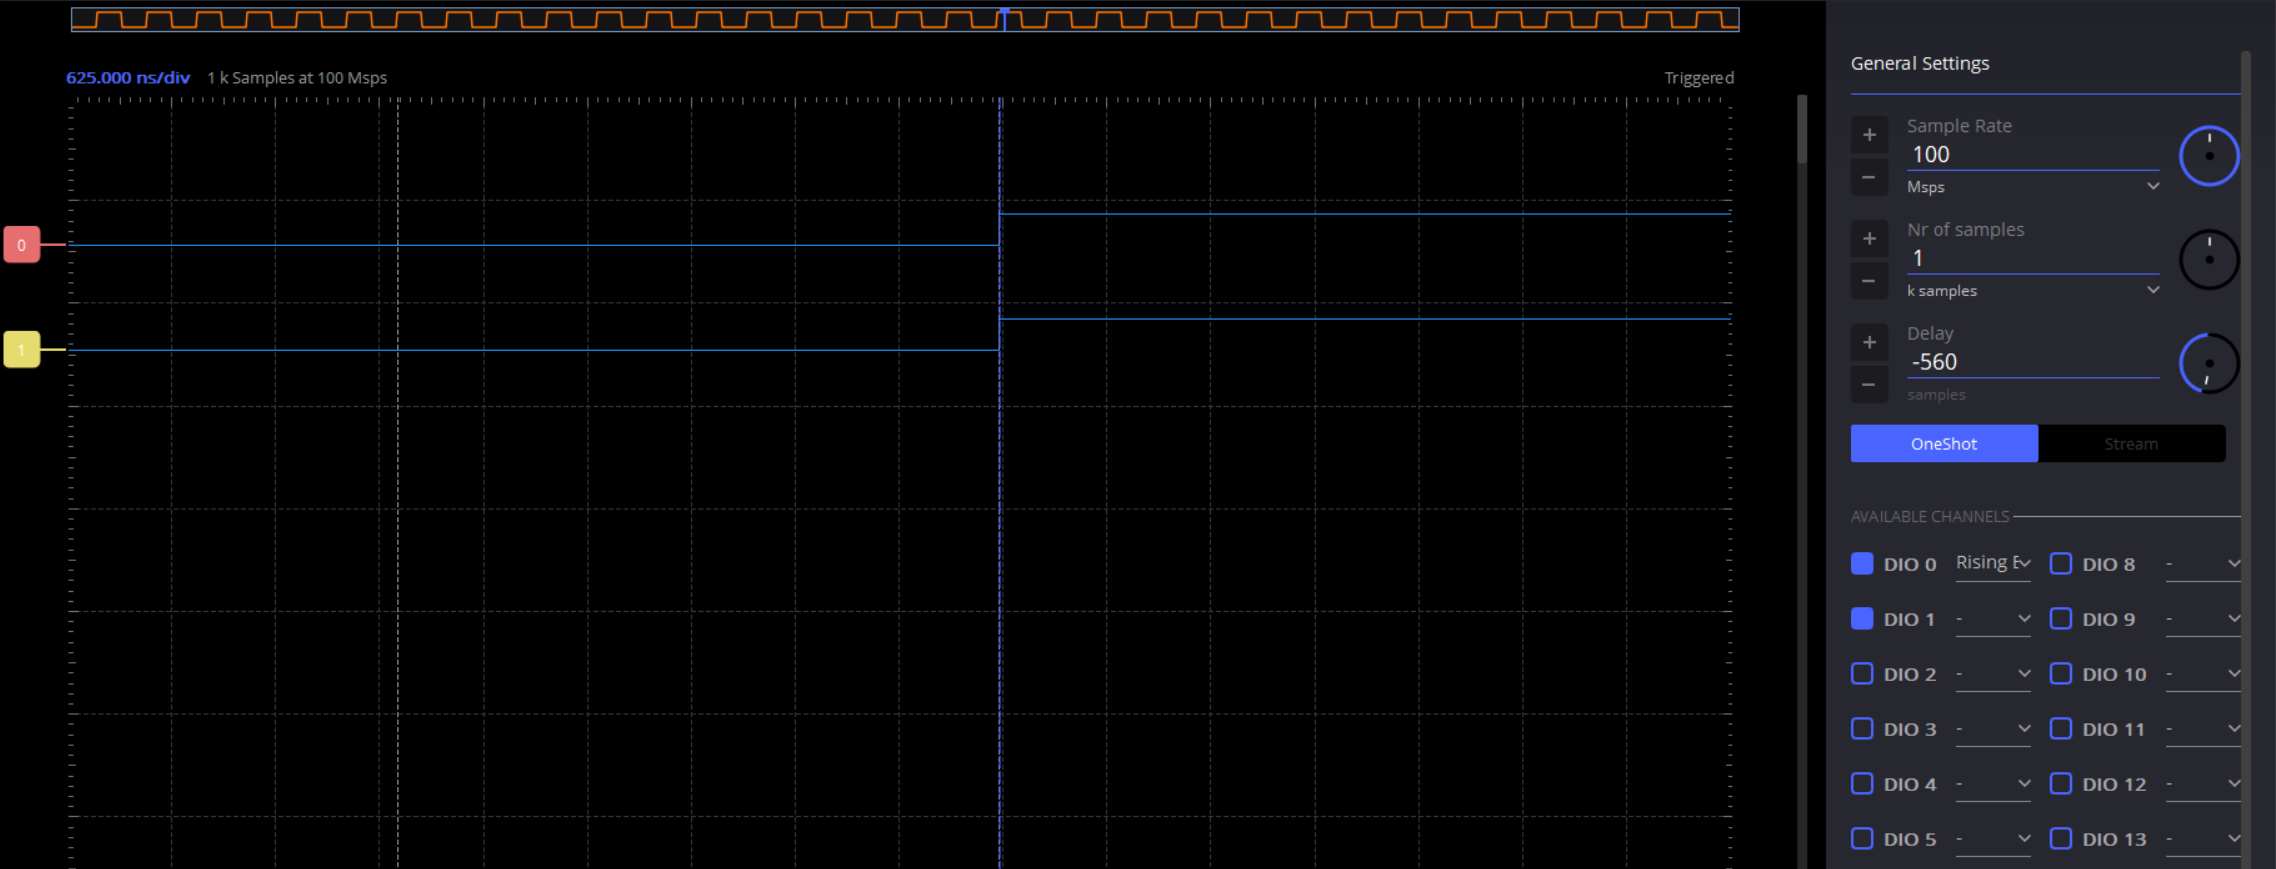 625.000 ns/div 1 k Samples at 100 Msps Triggered
0
1
General Settings
+ Sample Rate
100
− Msps
+ Nr of samples
1
− k samples
+ Delay
-560
− samples
OneShot Stream
AVAILABLE CHANNELS
DIO 0 Rising E DIO 8 -
DIO 1 - DIO 9 -
DIO 2 - DIO 10 -
DIO 3 - DIO 11 -
DIO 4 - DIO 12 -
DIO 5 - DIO 13 -